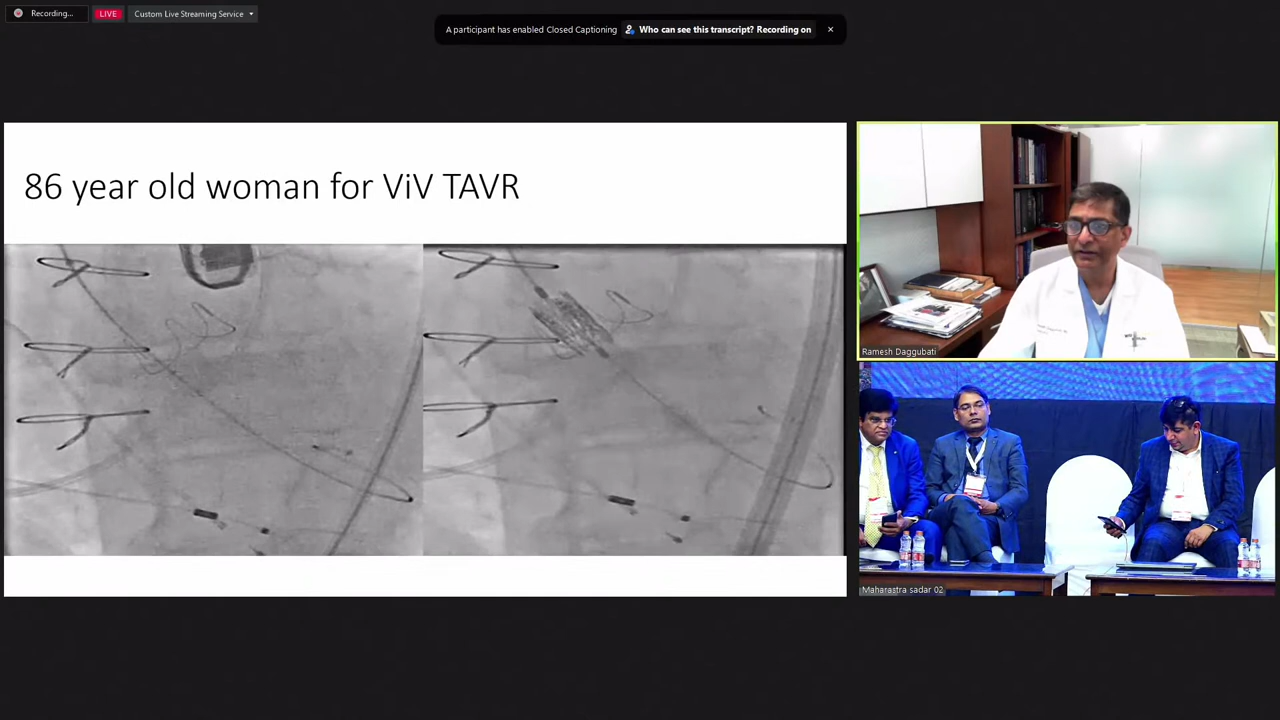 Recording...
LIVE
Custom Live Streaming Service
A participant has enabled Closed Captioning
Who can see this transcript? Recording on
86 year old woman for ViV TAVR
Ramesh Daggubati
Maharastra sadar 02